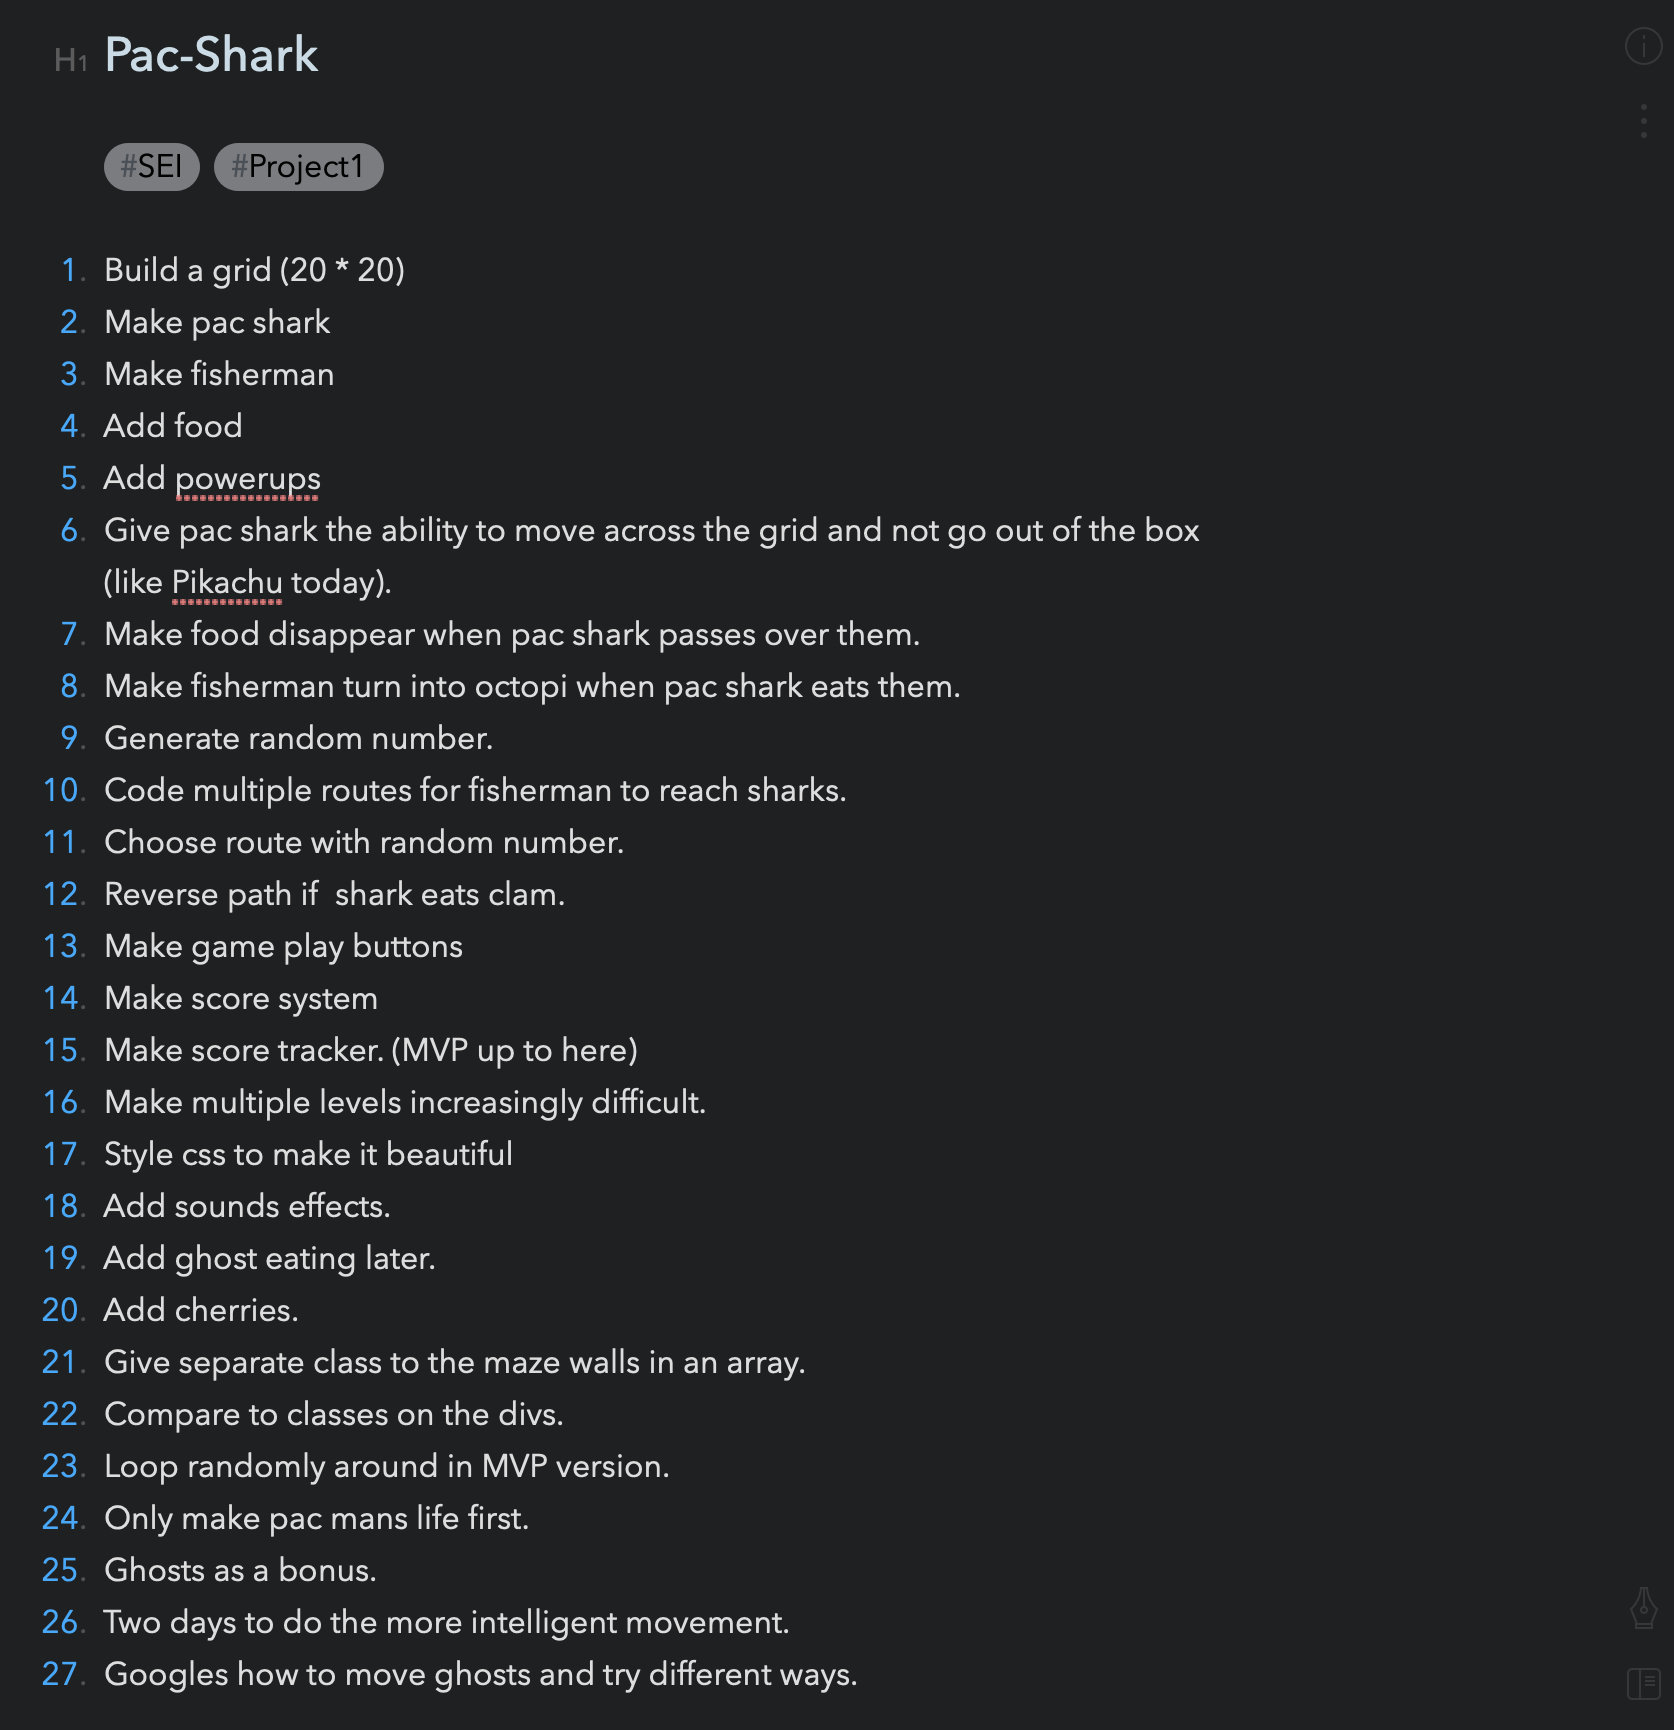 H1 Pac-Shark
#SEI #Project1
1. Build a grid (20 * 20)
2. Make pac shark
3. Make fisherman
4. Add food
5. Add powerups
6. Give pac shark the ability to move across the grid and not go out of the box
(like Pikachu today).
7. Make food disappear when pac shark passes over them.
8. Make fisherman turn into octopi when pac shark eats them.
9. Generate random number.
10. Code multiple routes for fisherman to reach sharks.
11. Choose route with random number.
12. Reverse path if  shark eats clam.
13. Make game play buttons
14. Make score system
15. Make score tracker. (MVP up to here)
16. Make multiple levels increasingly difficult.
17. Style css to make it beautiful
18. Add sounds effects.
19. Add ghost eating later.
20. Add cherries.
21. Give separate class to the maze walls in an array.
22. Compare to classes on the divs.
23. Loop randomly around in MVP version.
24. Only make pac mans life first.
25. Ghosts as a bonus.
26. Two days to do the more intelligent movement.
27. Googles how to move ghosts and try different ways.